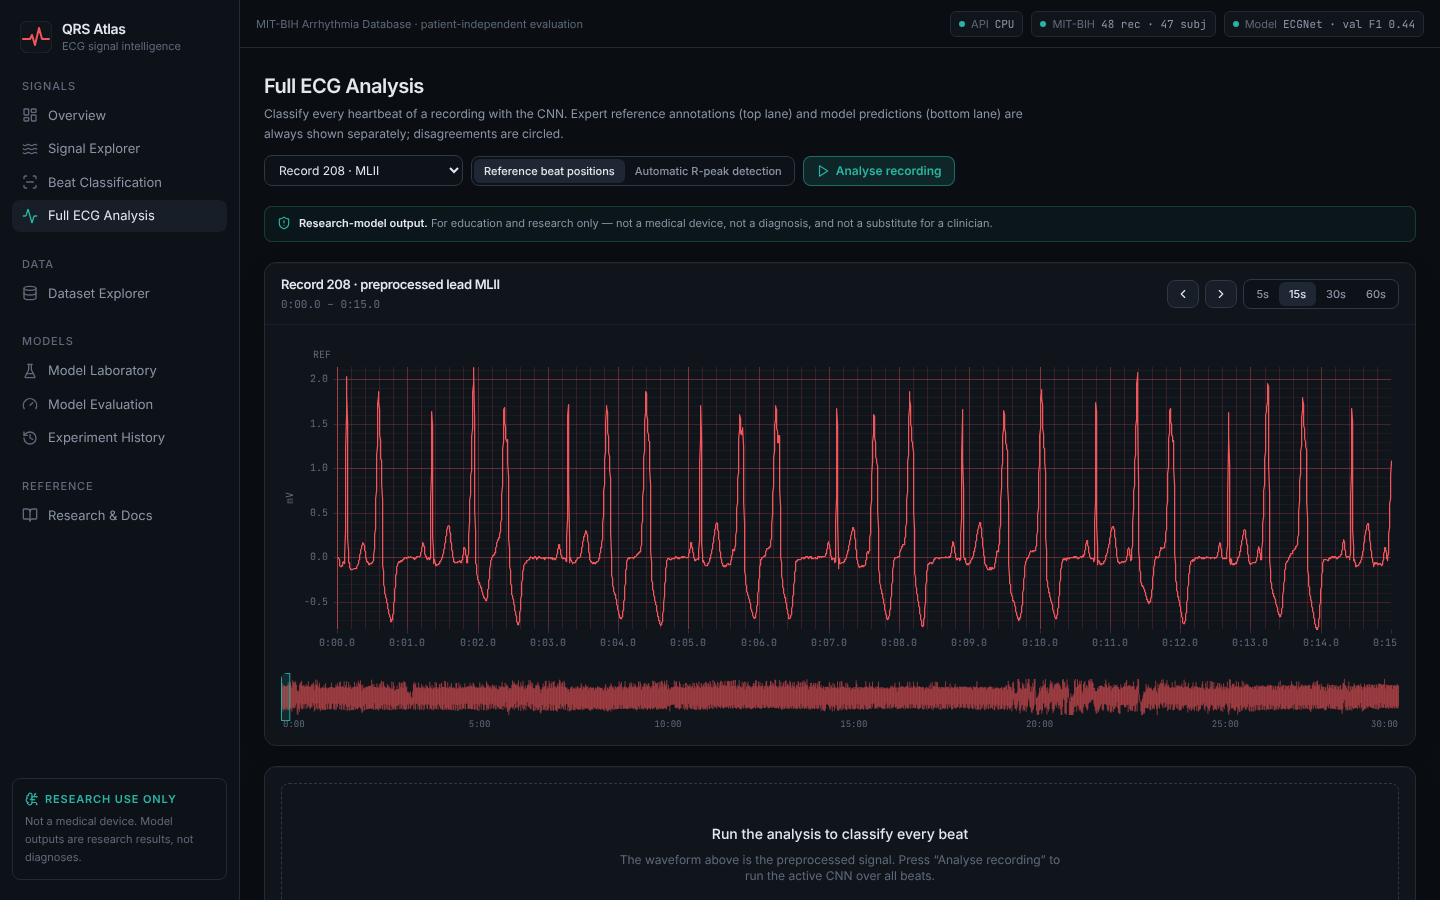 QRS Atlas
ECG signal intelligence
SIGNALS
Overview
Signal Explorer
Beat Classification
Full ECG Analysis
DATA
Dataset Explorer
MODELS
Model Laboratory
Model Evaluation
Experiment History
REFERENCE
Research & Docs
RESEARCH USE ONLY
Not a medical device. Model
outputs are research results, not
diagnoses.
MIT-BIH Arrhythmia Database · patient-independent evaluation
API CPU
MIT-BIH 48 rec · 47 subj
Model ECGNet · val F1 0.44
Full ECG Analysis
Classify every heartbeat of a recording with the CNN. Expert reference annotations (top lane) and model predictions (bottom lane) are
always shown separately; disagreements are circled.
Record 208 · MLII
Reference beat positions
Automatic R-peak detection
Analyse recording
Research-model output. For education and research only — not a medical device, not a diagnosis, and not a substitute for a clinician.
Record 208 · preprocessed lead MLII
0:00.0 – 0:15.0
5s 15s 30s 60s
REF
2.0
1.5
1.0
0.5
0.0
-0.5
mV
0:00.0 0:01.0 0:02.0 0:03.0 0:04.0 0:05.0 0:06.0 0:07.0 0:08.0 0:09.0 0:10.0 0:11.0 0:12.0 0:13.0 0:14.0 0:15
0:00 5:00 10:00 15:00 20:00 25:00 30:00
Run the analysis to classify every beat
The waveform above is the preprocessed signal. Press “Analyse recording” to
run the active CNN over all beats.